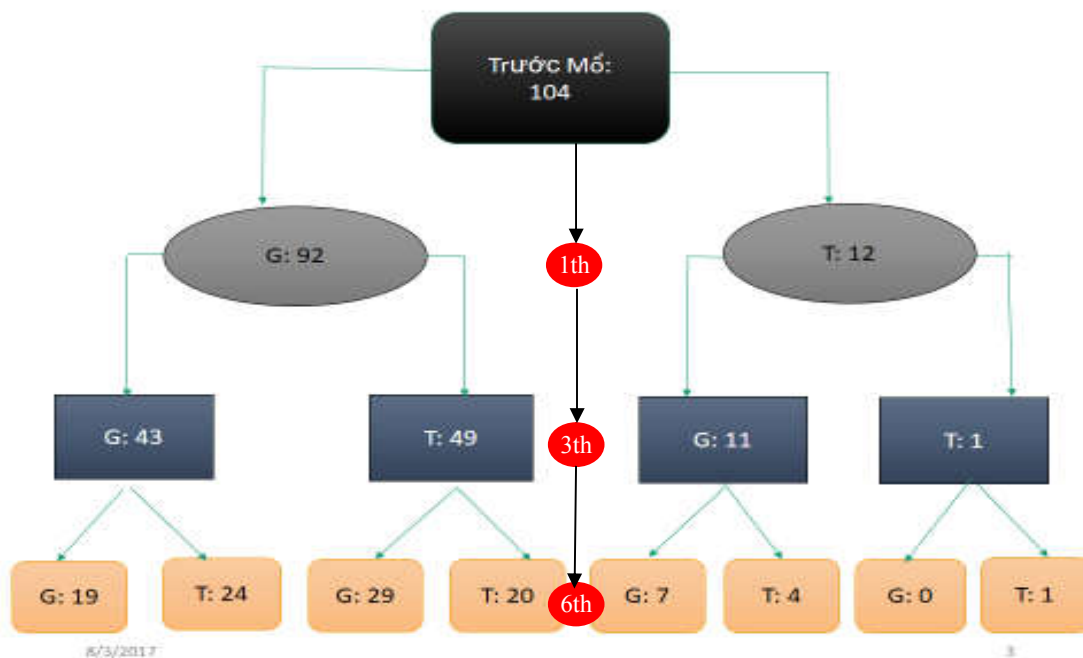 Trước Mổ:
104
G: 92
1th
T: 12
G: 43
T: 49
3th
G: 11
T: 1
G: 19
T: 24
G: 29
T: 20
6th
G: 7
T: 4
G: 0
T: 1
8/3/2017
3